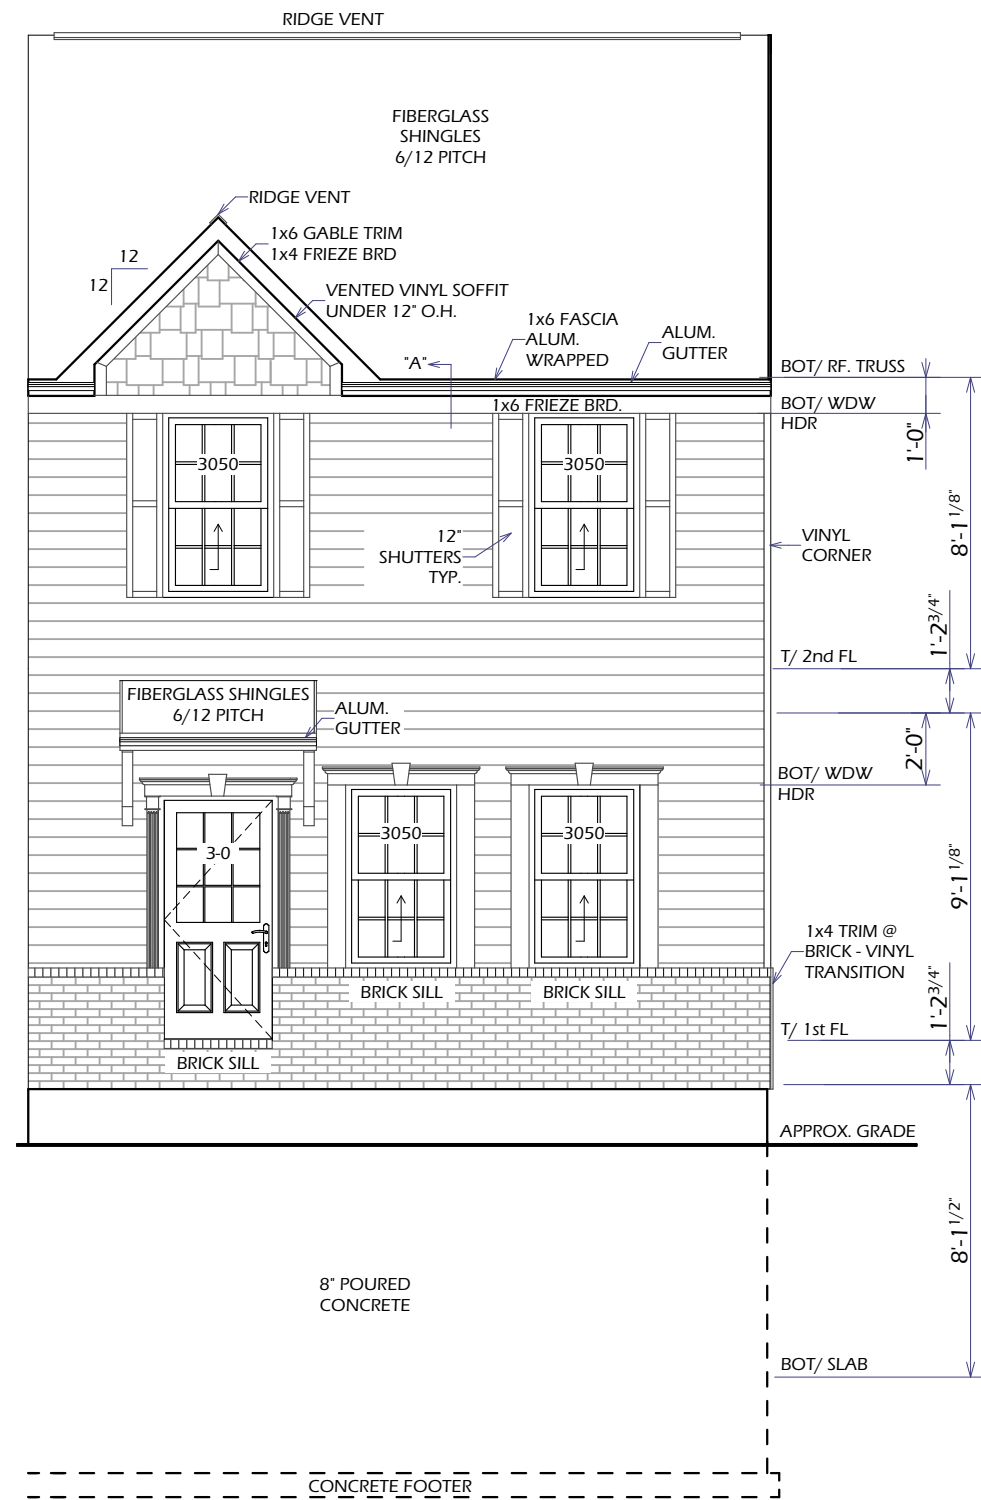 RIDGE VENT
FIBERGLASS
SHINGLES
6/12 PITCH
RIDGE VENT
1x6 GABLE TRIM
1x4 FRIEZE BRD
12
12
VENTED VINYL SOFFIT
UNDER 12" O.H.
1x6 FASCIA
ALUM.
WRAPPED
ALUM.
GUTTER
"A"
BOT/ RF. TRUSS
1x6 FRIEZE BRD.
BOT/ WDW
HDR
1'-0"
3050
3050
8'-1 1/8"
12"
SHUTTERS
TYP.
VINYL
CORNER
1'-2 3/4"
T/ 2nd FL
FIBERGLASS SHINGLES
6/12 PITCH
ALUM.
GUTTER
2'-0"
BOT/ WDW
HDR
3050
3050
3-0
9'-1 1/8"
1x4 TRIM @
BRICK - VINYL
TRANSITION
BRICK SILL
BRICK SILL
1'-2 3/4"
T/ 1st FL
BRICK SILL
APPROX. GRADE
8'-1 1/2"
8" POURED
CONCRETE
BOT/ SLAB
CONCRETE FOOTER